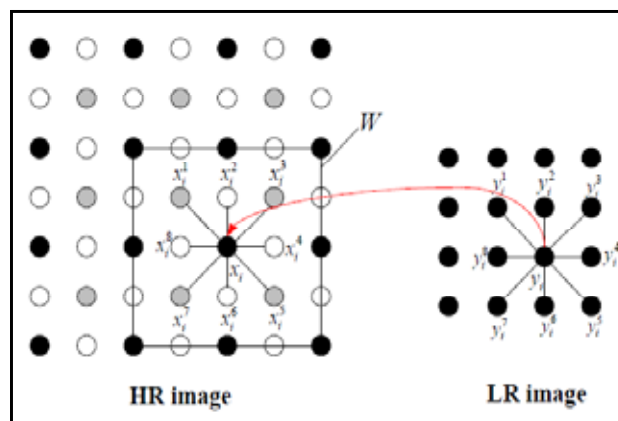 W
x_i^1 x_i^2 x_i^3
x_i^8 x_i x_i^4
x_i^7 x_i^6 x_i^5
y_i^1 y_i^2 y_i^3
y_i^8 y_i y_i^4
y_i^7 y_i^6 y_i^5
HR image
LR image